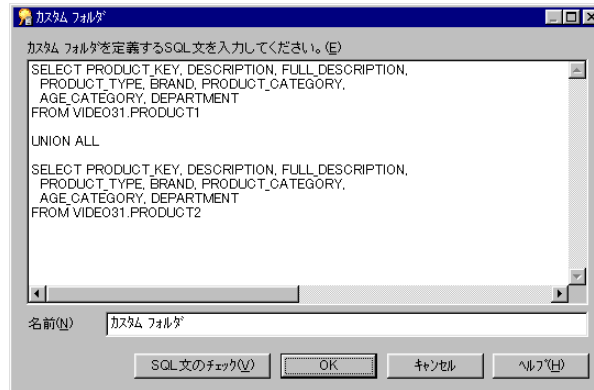 カスタム フォルダ
カスタム フォルダを定義するSQL文を入力してください。(E)
SELECT PRODUCT_KEY, DESCRIPTION, FULL_DESCRIPTION,
PRODUCT_TYPE, BRAND, PRODUCT_CATEGORY,
AGE_CATEGORY, DEPARTMENT
FROM VIDEO31.PRODUCT1
UNION ALL
SELECT PRODUCT_KEY, DESCRIPTION, FULL_DESCRIPTION,
PRODUCT_TYPE, BRAND, PRODUCT_CATEGORY,
AGE_CATEGORY, DEPARTMENT
FROM VIDEO31.PRODUCT2
名前(N) カスタム フォルダ
SQL文のチェック(V) OK キャンセル ヘルプ(H)